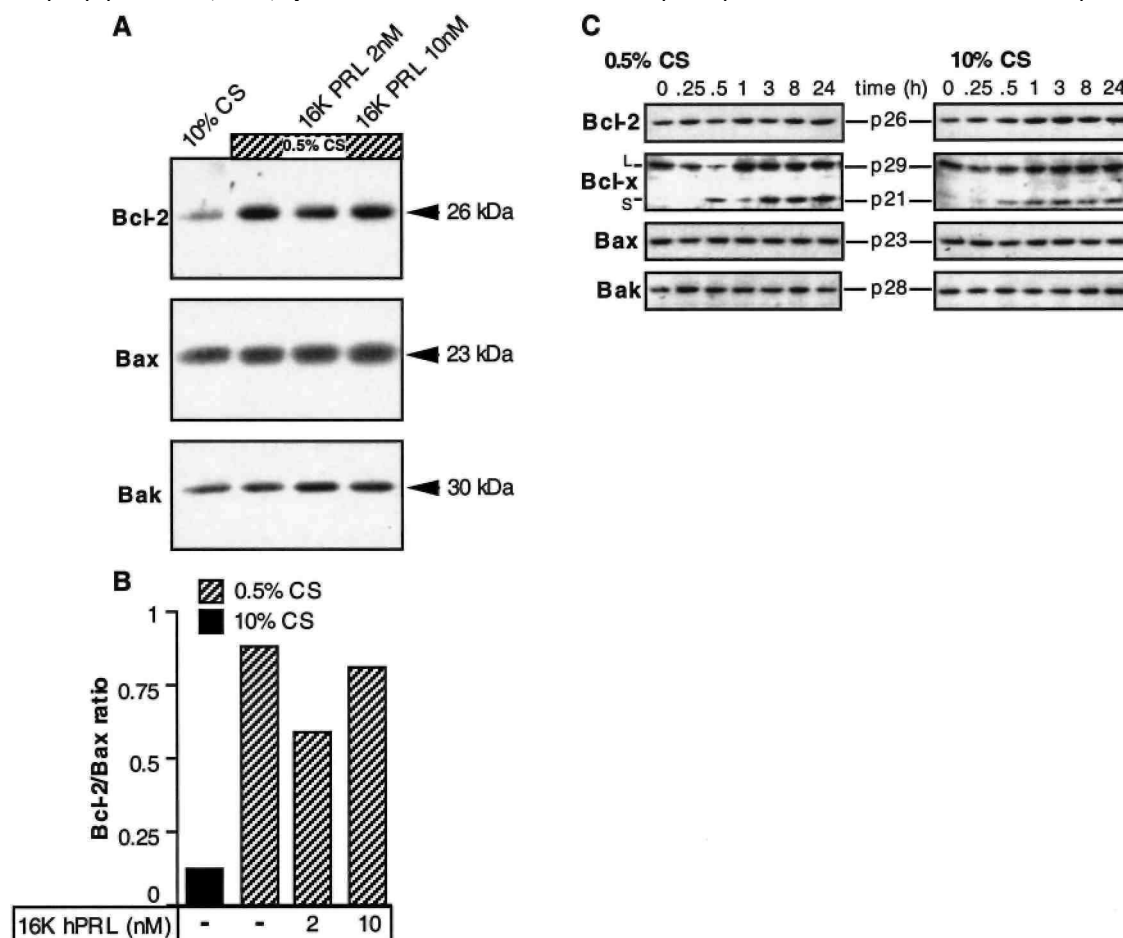 A
10% CS
16K PRL 2nM
16K PRL 10nM
0.5% CS
Bcl-2
26 kDa
Bax
23 kDa
Bak
30 kDa
B
0.5% CS
10% CS
1
0.75
0.5
0.25
0
Bcl-2/Bax ratio
16K hPRL (nM) - - 2 10
C
0.5% CS 10% CS
0 .25 .5 1 3 8 24 time (h) 0 .25 .5 1 3 8 24
Bcl-2 p26
L
Bcl-x p29
S p21
Bax p23
Bak p28